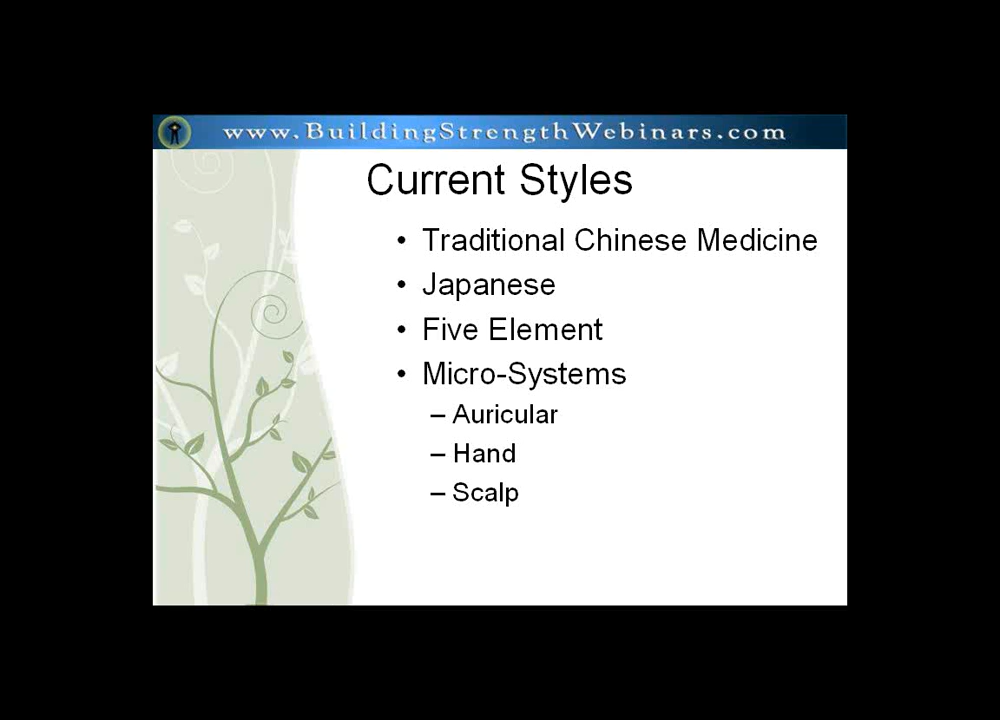 www.BuildingStrengthWebinars.com
Current Styles
• Traditional Chinese Medicine
• Japanese
• Five Element
• Micro-Systems
– Auricular
– Hand
– Scalp